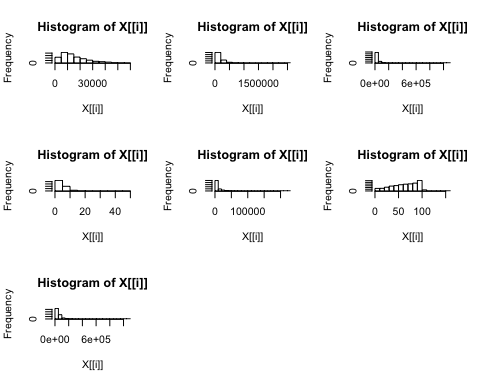 Histogram of X[[i]]
Frequency
0
0 30000
X[[i]]
Histogram of X[[i]]
Frequency
0
0 1500000
X[[i]]
Histogram of X[[i]]
Frequency
0
0e+00 6e+05
X[[i]]
Histogram of X[[i]]
Frequency
0
0 20 40
X[[i]]
Histogram of X[[i]]
Frequency
0
0 100000
X[[i]]
Histogram of X[[i]]
Frequency
0
0 50 100
X[[i]]
Histogram of X[[i]]
Frequency
0
0e+00 6e+05
X[[i]]